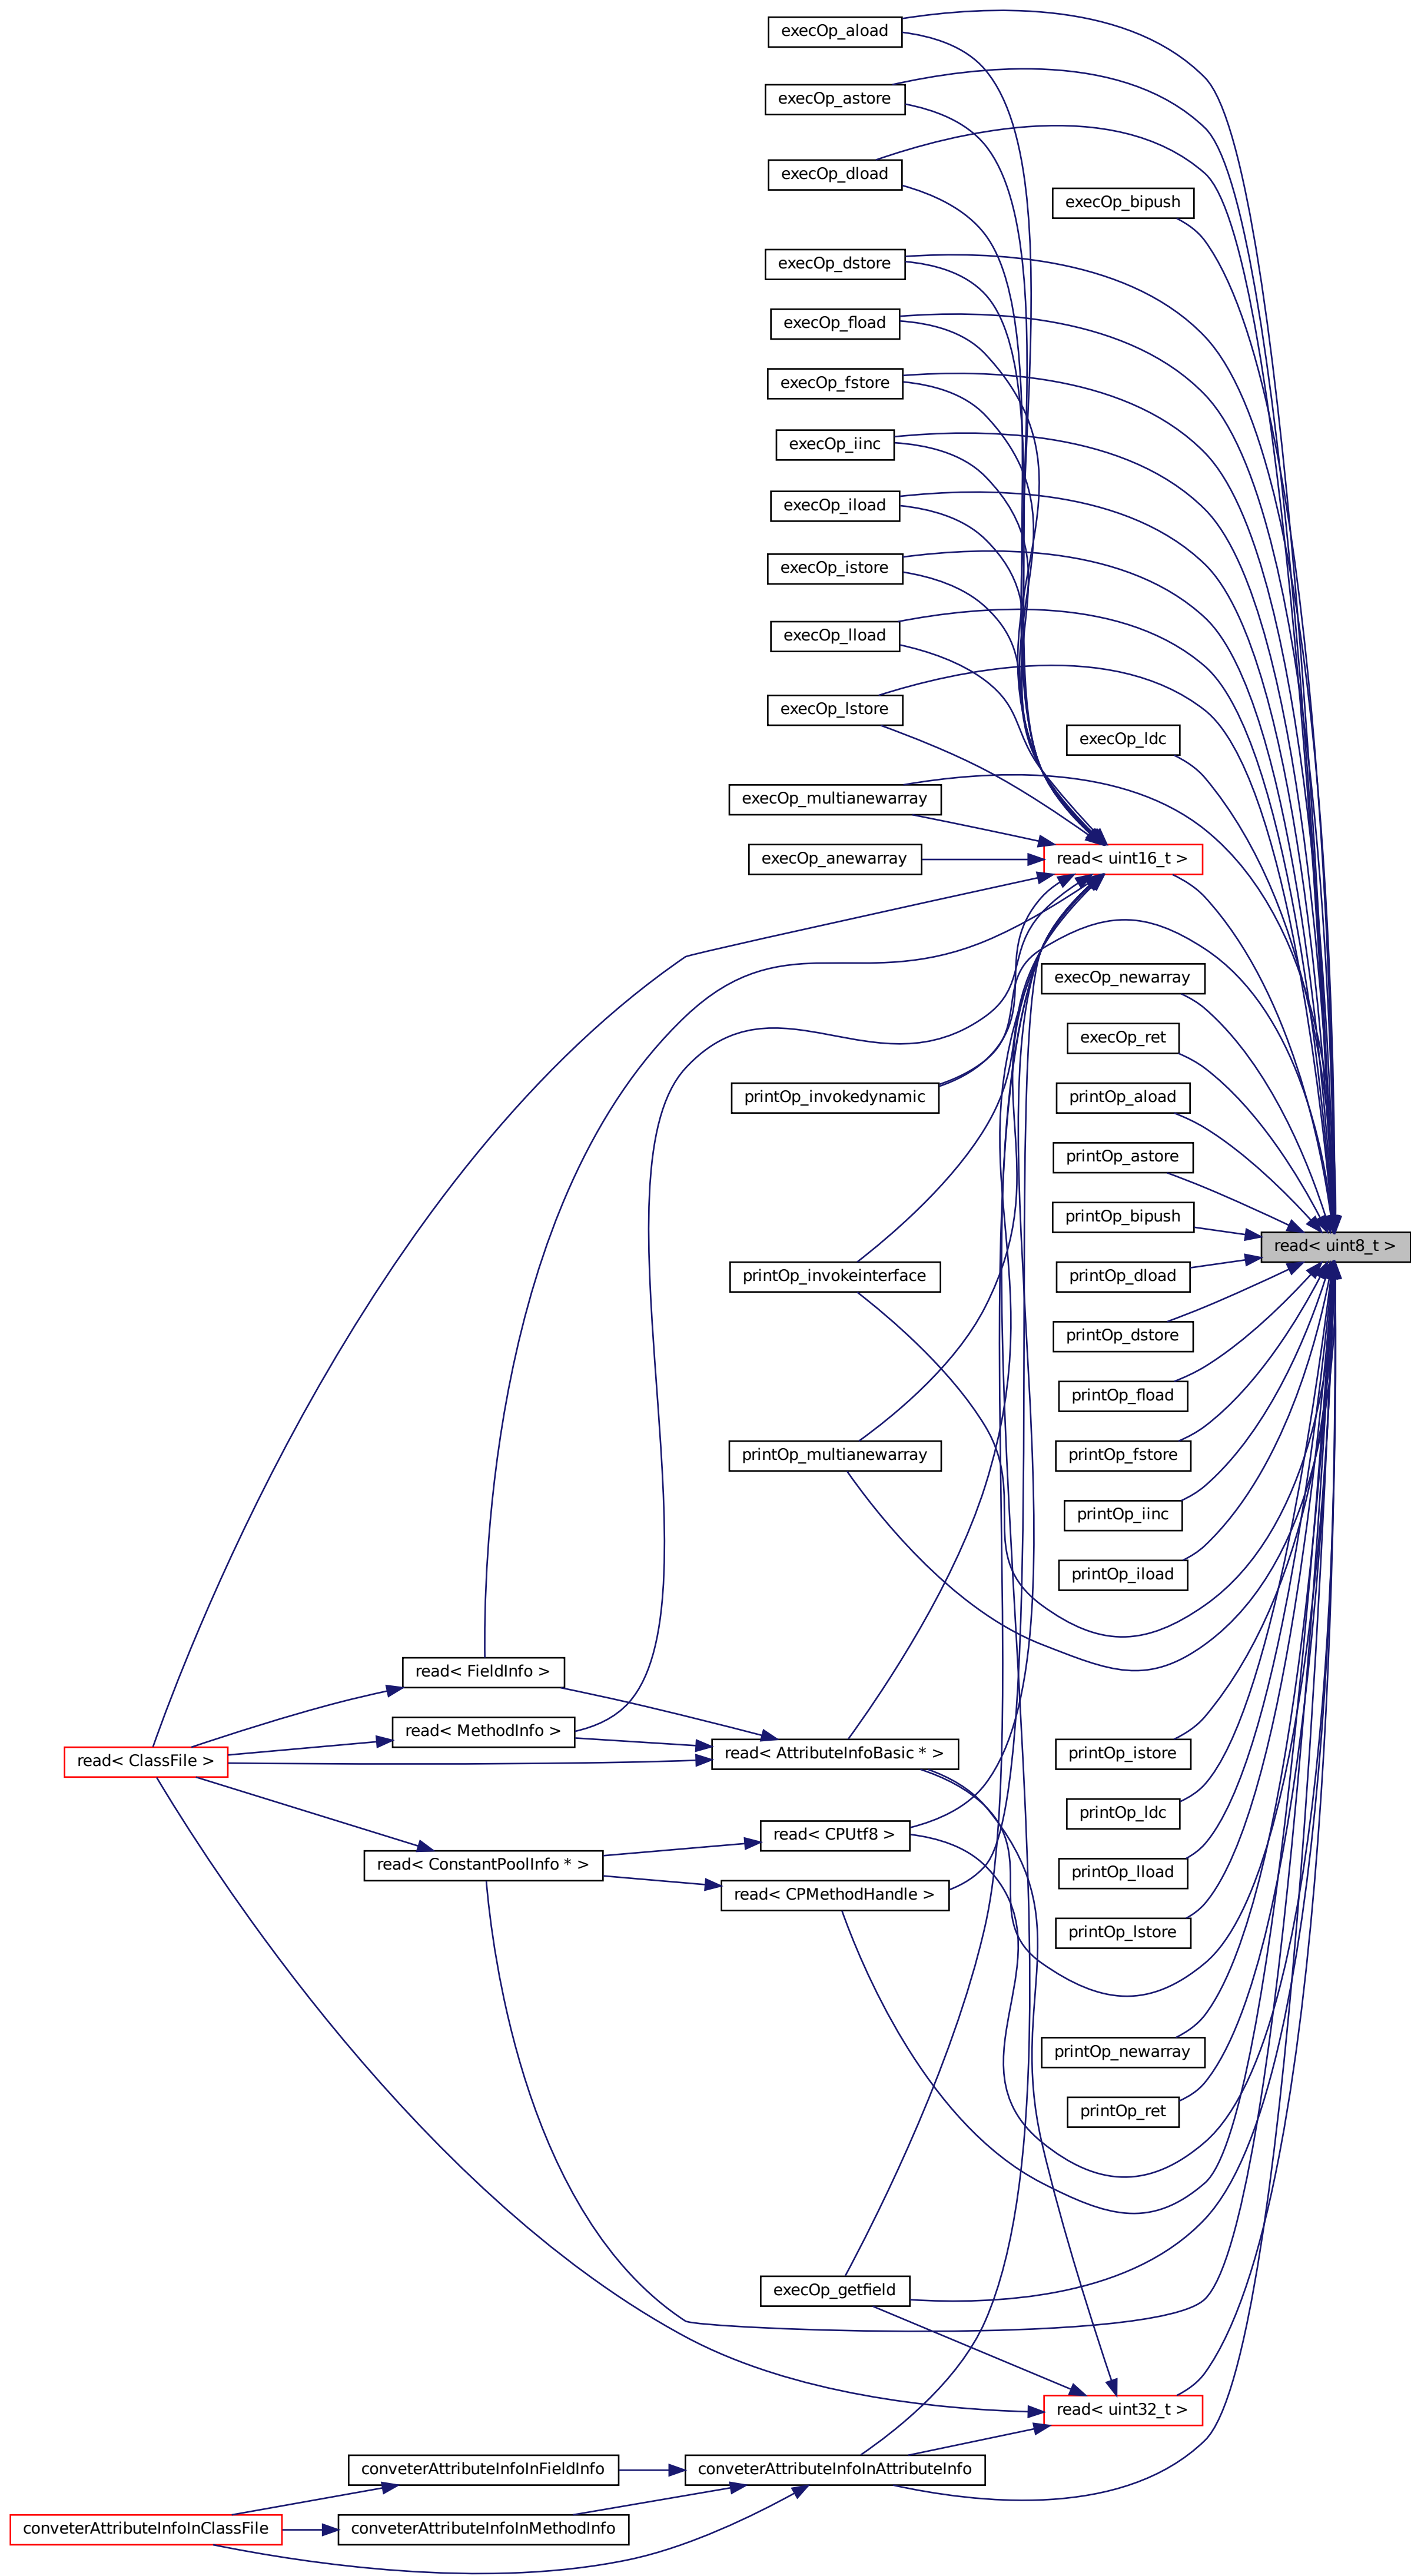 execOp_aload
execOp_astore
execOp_dload
execOp_bipush
execOp_dstore
execOp_fload
execOp_fstore
execOp_iinc
execOp_iload
execOp_istore
execOp_lload
execOp_lstore
execOp_ldc
execOp_multianewarray
execOp_anewarray
read< uint16_t >
execOp_newarray
execOp_ret
printOp_invokedynamic
printOp_aload
printOp_astore
printOp_bipush
read< uint8_t >
printOp_invokeinterface
printOp_dload
printOp_dstore
printOp_fload
printOp_multianewarray
printOp_fstore
printOp_iinc
printOp_iload
read< FieldInfo >
read< MethodInfo >
read< ClassFile >
read< AttributeInfoBasic * >
printOp_istore
printOp_ldc
read< CPUtf8 >
read< ConstantPoolInfo * >
printOp_lload
read< CPMethodHandle >
printOp_lstore
printOp_newarray
printOp_ret
execOp_getfield
read< uint32_t >
conveterAttributeInfoInFieldInfo
conveterAttributeInfoInAttributeInfo
conveterAttributeInfoInClassFile
conveterAttributeInfoInMethodInfo